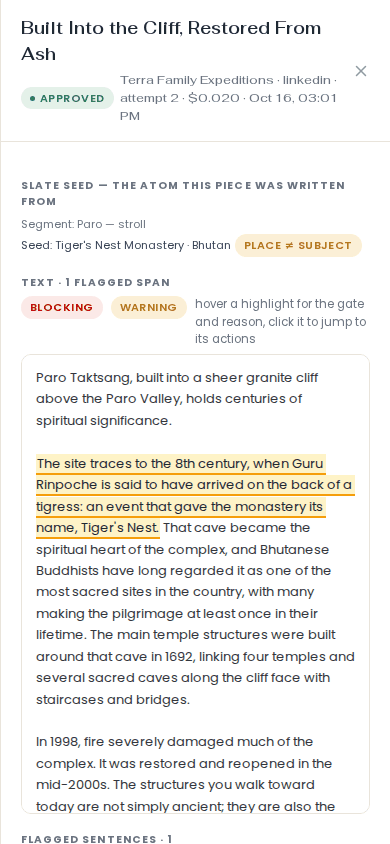 Built Into the Cliff, Restored From
Ash
APPROVED
Terra Family Expeditions · linkedin ·
attempt 2 · $0.020 · Oct 16, 03:01
PM
SLATE SEED — THE ATOM THIS PIECE WAS WRITTEN
FROM
Segment: Paro — stroll
Seed: Tiger's Nest Monastery · Bhutan PLACE ≠ SUBJECT
TEXT · 1 FLAGGED SPAN
BLOCKING WARNING
hover a highlight for the gate
and reason, click it to jump to
its actions
Paro Taktsang, built into a sheer granite cliff
above the Paro Valley, holds centuries of
spiritual significance.
The site traces to the 8th century, when Guru
Rinpoche is said to have arrived on the back of a
tigress: an event that gave the monastery its
name, Tiger's Nest. That cave became the
spiritual heart of the complex, and Bhutanese
Buddhists have long regarded it as one of the
most sacred sites in the country, with many
making the pilgrimage at least once in their
lifetime. The main temple structures were built
around that cave in 1692, linking four temples and
several sacred caves along the cliff face with
staircases and bridges.
In 1998, fire severely damaged much of the
complex. It was restored and reopened in the
mid-2000s. The structures you walk toward
today are not simply ancient; they are also the
FLAGGED SENTENCES · 1